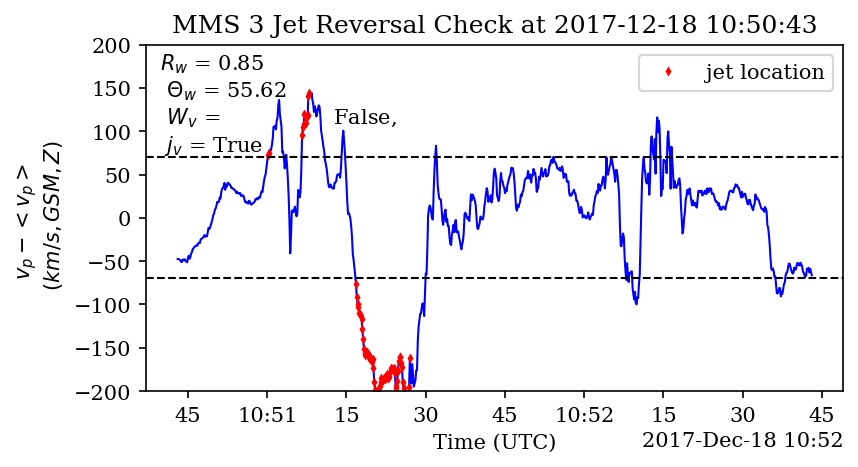 MMS 3 Jet Reversal Check at 2017-12-18 10:50:43
R_w = 0.85
Θ_w = 55.62
W_v = False,
j_v = True
jet location
200
150
100
50
0
−50
−100
−150
−200
v_p − < v_p >
(km/s, GSM, Z)
45 10:51 15 30 45 10:52 15 30 45
Time (UTC)
2017-Dec-18 10:52